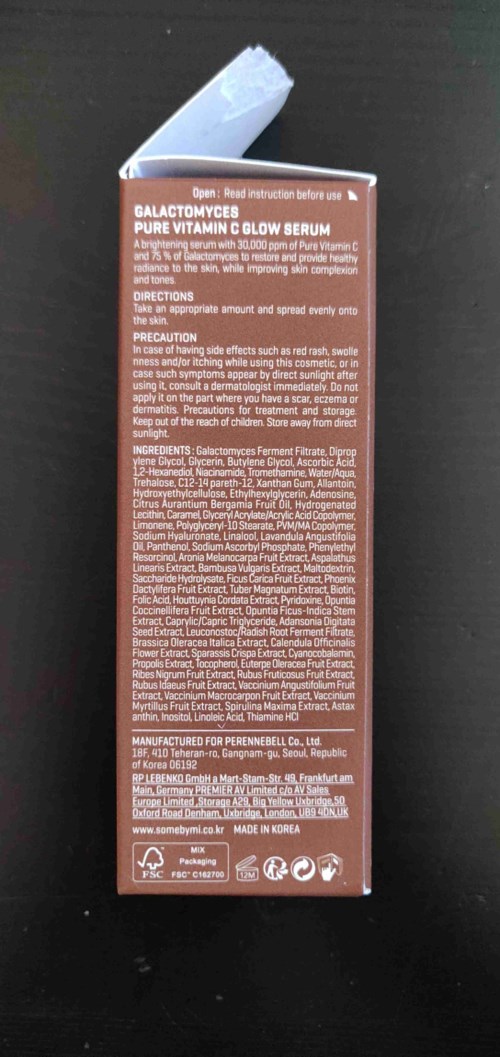 Open : Read instruction before use
GALACTOMYCES
PURE VITAMIN C GLOW SERUM
A brightening serum with 30,000 ppm of Pure Vitamin C
and 75 % of Galactomyces to restore and provide healthy
radiance to the skin, while improving skin complexion
and tones.
DIRECTIONS
Take an appropriate amount and spread evenly onto
the skin.
PRECAUTION
In case of having side effects such as red rash, swolle
nness and/or itching while using this cosmetic, or in
case such symptoms appear by direct sunlight after
using it, consult a dermatologist immediately. Do not
apply it on the part where you have a scar, eczema or
dermatitis. Precautions for treatment and storage.
Keep out of the reach of children. Store away from direct
sunlight.
INGREDIENTS : Galactomyces Ferment Filtrate, Diprop
ylene Glycol, Glycerin, Butylene Glycol, Ascorbic Acid,
1,2-Hexanediol, Niacinamide, Tromethamine, Water/Aqua,
Trehalose, C12-14 pareth-12, Xanthan Gum, Allantoin,
Hydroxyethylcellulose, Ethylhexylglycerin, Adenosine,
Citrus Aurantium Bergamia Fruit Oil, Hydrogenated
Lecithin, Caramel, Glyceryl Acrylate/Acrylic Acid Copolymer,
Limonene, Polyglyceryl-10 Stearate, PVM/MA Copolymer,
Sodium Hyaluronate, Linalool, Lavandula Angustifolia
Oil, Panthenol, Sodium Ascorbyl Phosphate, Phenylethyl
Resorcinol, Aronia Melanocarpa Fruit Extract, Aspalathus
Linearis Extract, Bambusa Vulgaris Extract, Maltodextrin,
Saccharide Hydrolysate, Ficus Carica Fruit Extract, Phoenix
Dactylifera Fruit Extract, Tuber Magnatum Extract, Biotin,
Folic Acid, Houttuynia Cordata Extract, Pyridoxine, Opuntia
Coccinellifera Fruit Extract, Opuntia Ficus-Indica Stem
Extract, Caprylic/Capric Triglyceride, Adansonia Digitata
Seed Extract, Leuconostoc/Radish Root Ferment Filtrate,
Brassica Oleracea Italica Extract, Calendula Officinalis
Flower Extract, Sparassis Crispa Extract, Cyanocobalamin,
Propolis Extract, Tocopherol, Euterpe Oleracea Fruit Extract,
Ribes Nigrum Fruit Extract, Rubus Fruticosus Fruit Extract,
Rubus Idaeus Fruit Extract, Vaccinium Angustifolium Fruit
Extract, Vaccinium Macrocarpon Fruit Extract, Vaccinium
Myrtillus Fruit Extract, Spirulina Maxima Extract, Astax
anthin, Inositol, Linoleic Acid, Thiamine HCl
MANUFACTURED FOR PERENNEBELL Co., Ltd.
18F, 410 Teheran-ro, Gangnam-gu, Seoul, Republic
of Korea 06192
RP LEBENKO GmbH a Mart-Stam-Str. 49, Frankfurt am
Main, Germany PREMIER AV Limited c/o AV Sales
Europe Limited ,Storage A29, Big Yellow Uxbridge,50
Oxford Road Denham, Uxbridge, London, UB9 4DN,UK
www.somebymi.co.kr MADE IN KOREA
FSC
MIX
Packaging
FSC™ C162700
12M